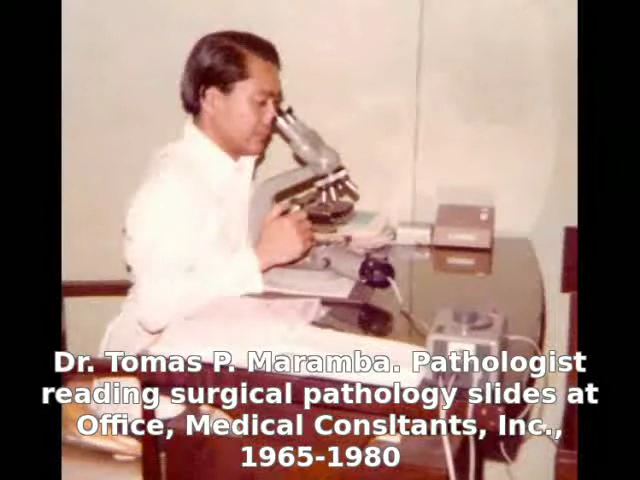 Dr. Tomas P. Maramba. Pathologist
reading surgical pathology slides at
Office, Medical Consltants, Inc.,
1965-1980